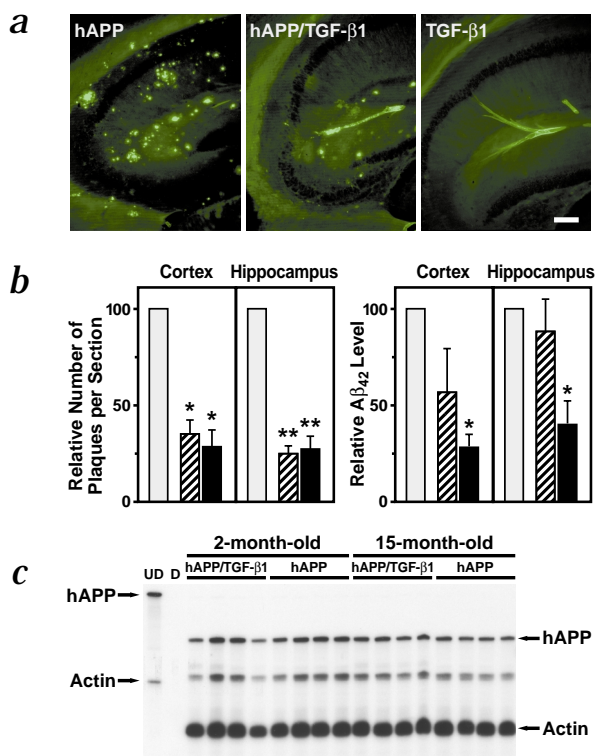 a
hAPP
hAPP/TGF-β1
TGF-β1
b
Cortex
Hippocampus
Relative Number of
Plaques per Section
100
50
0
*
*
**
**
Cortex
Hippocampus
Relative Aβ42 Level
100
50
0
*
*
c
2-month-old
15-month-old
UD
D
hAPP/TGF-β1
hAPP
hAPP/TGF-β1
hAPP
hAPP
Actin
hAPP
Actin